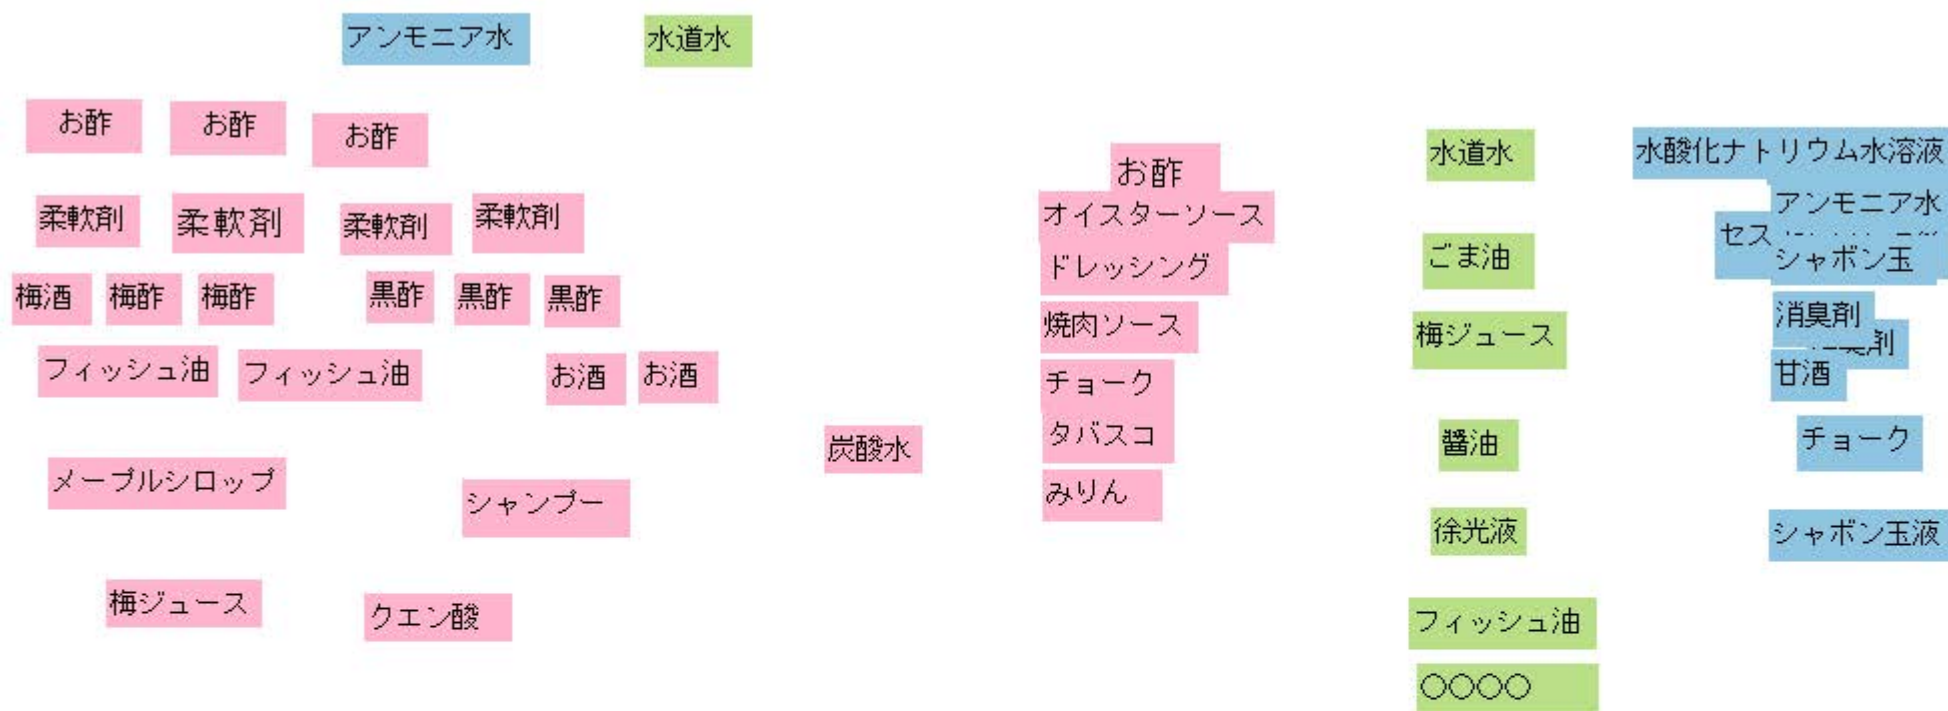 アンモニア水
水道水
お酢
お酢
お酢
柔軟剤
柔軟剤
柔軟剤
柔軟剤
梅酒
梅酢
梅酢
黒酢
黒酢
黒酢
フィッシュ油
フィッシュ油
お酒
お酒
メープルシロップ
シャンプー
炭酸水
梅ジュース
クエン酸
お酢
オイスターソース
ドレッシング
焼肉ソース
チョーク
タバスコ
みりん
水道水
ごま油
梅ジュース
醤油
徐光液
フィッシュ油
〇〇〇〇
水酸化ナトリウム水溶液
アンモニア水
セス
シャボン玉
消臭剤
剤
甘酒
チョーク
シャボン玉液